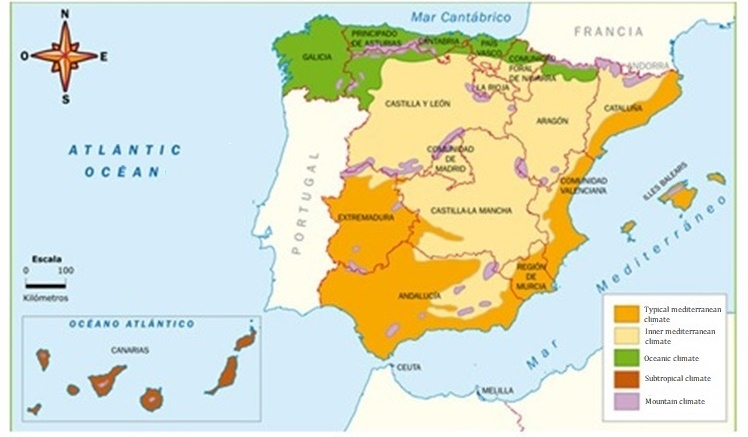 N
O
E
S
Mar Cantábrico
FRANCIA
ANDORRA
GALICIA
PRINCIPADO
DE ASTURIAS
CANTABRIA
PAIS
VASCO
COMUNIDAD
FORAL
DE NAVARRA
LA RIOJA
CASTILLA Y LEÓN
ARAGÓN
CATALUÑA
ATLANTIC
OCÉAN
PORTUGAL
COMUNIDAD
DE
MADRID
COMUNIDAD
VALENCIANA
ILLES BALEARS
EXTREMADURA
CASTILLA-LA MANCHA
Mar Mediterráneo
REGIÓN
DE
MURCIA
ANDALUCÍA
Escala
0 100
Kilómetros
OCÉANO ATLÁNTICO
CANARIAS
CEUTA
MELILLA
Typical mediterranean
climate
Inner mediterranean
climate
Oceanic climate
Subtropical climate
Mountain climate